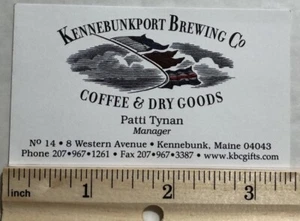 KENNEBUNKPORT BREWING CO
COFFEE & DRY GOODS
Patti Tynan
Manager
Nº 14 • 8 Western Avenue • Kennebunk, Maine 04043
Phone 207•967•1261 • Fax 207•967•3387 • www.kbcgifts.com
inch 1 2 3